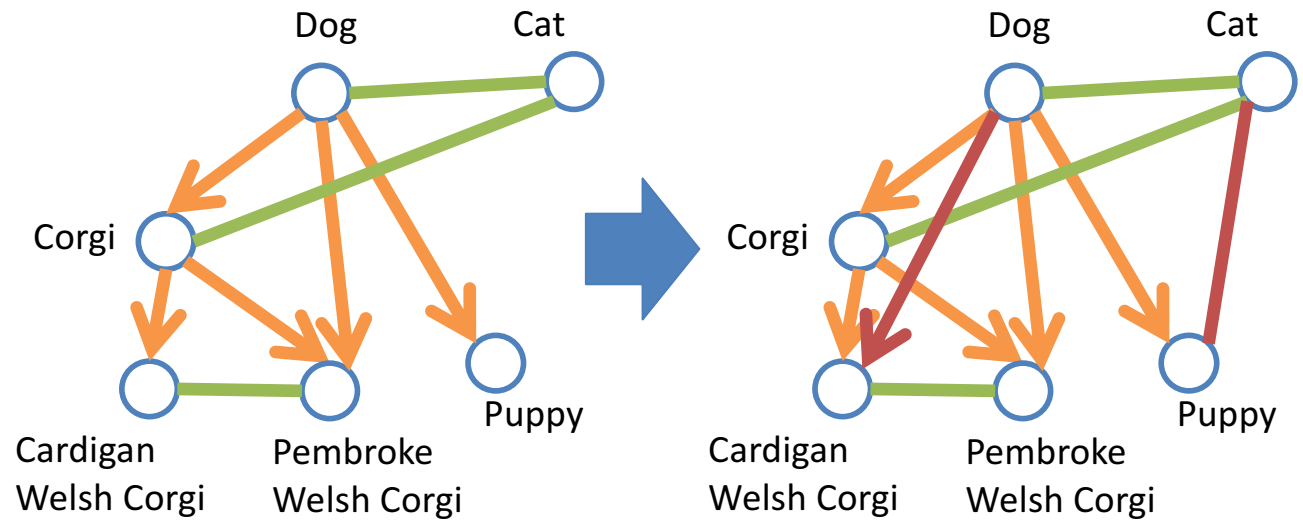 Dog
Cat
Corgi
Cardigan
Welsh Corgi
Pembroke
Welsh Corgi
Puppy
Dog
Cat
Corgi
Cardigan
Welsh Corgi
Pembroke
Welsh Corgi
Puppy